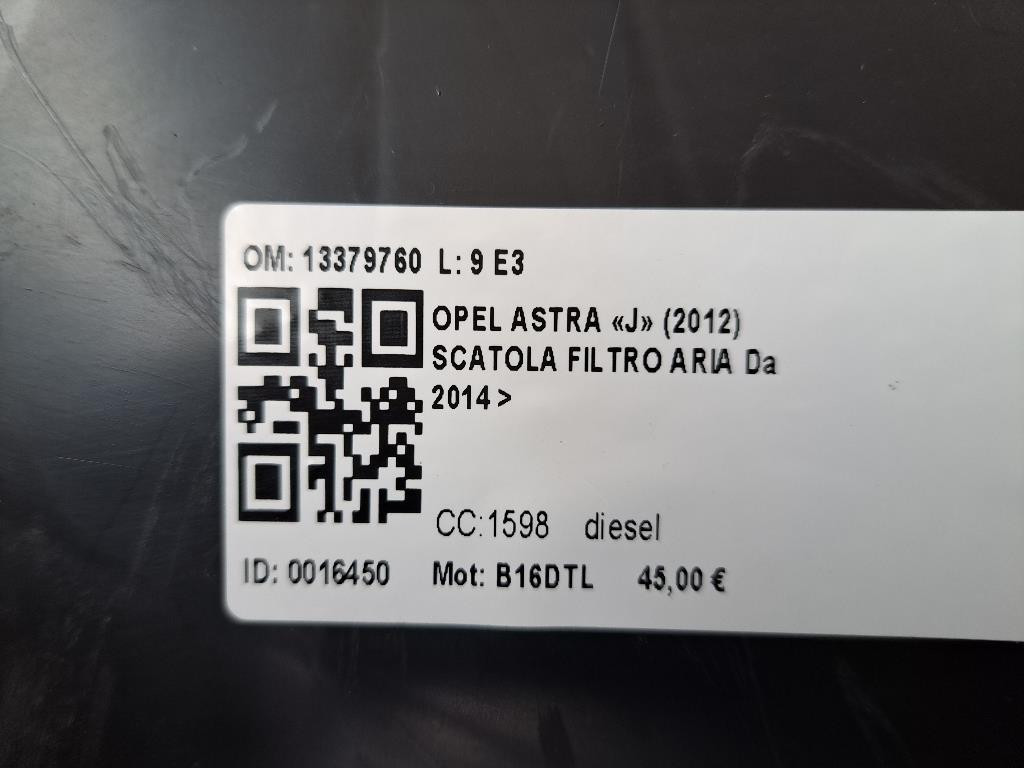 OM: 13379760 L: 9 E3
OPEL ASTRA «J» (2012)
SCATOLA FILTRO ARIA Da
2014 >
CC:1598 diesel
ID: 0016450 Mot: B16DTL 45,00 €